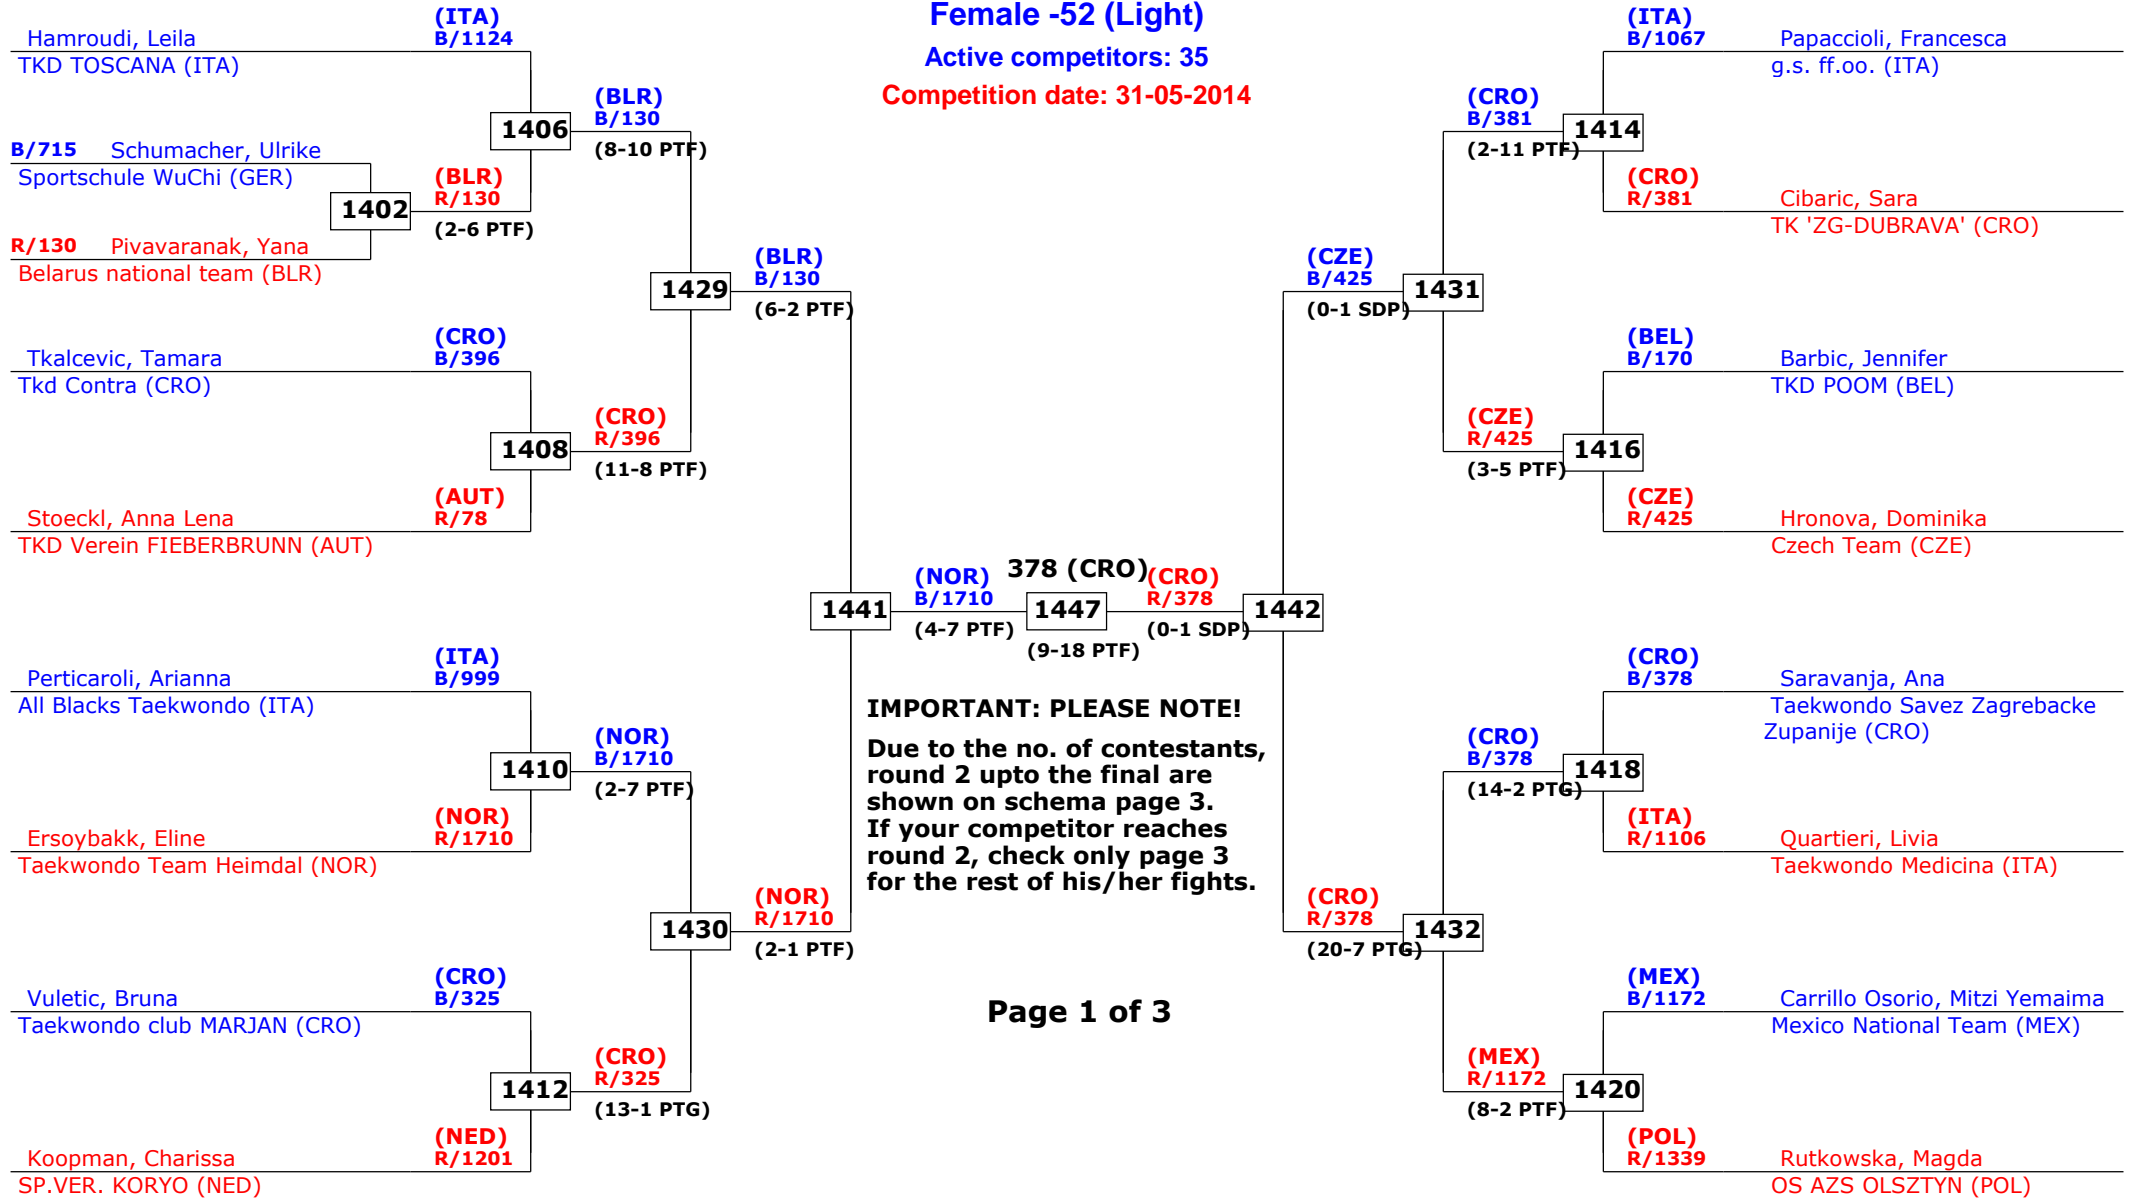 Female -52 (Light)
Active competitors: 35
Competition date: 31-05-2014
(ITA)
Hamroudi, Leila B/1124
TKD TOSCANA (ITA)
1406
(BLR)
B/130
(8-10 PTF)
B/715 Schumacher, Ulrike
Sportschule WuChi (GER)
1402
(BLR)
R/130
(2-6 PTF)
R/130 Pivavaranak, Yana
Belarus national team (BLR)
1429
(BLR)
B/130
(6-2 PTF)
(CRO)
Tkalcevic, Tamara B/396
Tkd Contra (CRO)
1408
(CRO)
R/396
(11-8 PTF)
(AUT)
Stoeckl, Anna Lena R/78
TKD Verein FIEBERBRUNN (AUT)
1441
(NOR)
B/1710
(4-7 PTF)
378 (CRO)
1447
(9-18 PTF)
(CRO)
R/378
(0-1 SDP)
1442
(ITA)
Perticaroli, Arianna B/999
All Blacks Taekwondo (ITA)
1410
(NOR)
B/1710
(2-7 PTF)
(NOR)
Ersoybakk, Eline R/1710
Taekwondo Team Heimdal (NOR)
1430
(NOR)
R/1710
(2-1 PTF)
(CRO)
Vuletic, Bruna B/325
Taekwondo club MARJAN (CRO)
1412
(CRO)
R/325
(13-1 PTG)
(NED)
Koopman, Charissa R/1201
SP.VER. KORYO (NED)
IMPORTANT: PLEASE NOTE!
Due to the no. of contestants,
round 2 upto the final are
shown on schema page 3.
If your competitor reaches
round 2, check only page 3
for the rest of his/her fights.
Page 1 of 3
(ITA)
B/1067 Papaccioli, Francesca
g.s. ff.oo. (ITA)
(CRO)
B/381
(2-11 PTF)
1414
(CRO)
R/381 Cibaric, Sara
TK 'ZG-DUBRAVA' (CRO)
(CZE)
B/425
(0-1 SDP)
1431
(BEL)
B/170 Barbic, Jennifer
TKD POOM (BEL)
(CZE)
R/425
(3-5 PTF)
1416
(CZE)
R/425 Hronova, Dominika
Czech Team (CZE)
(CRO)
B/378 Saravanja, Ana
Taekwondo Savez Zagrebacke
Zupanije (CRO)
(CRO)
B/378
(14-2 PTG)
1418
(ITA)
R/1106 Quartieri, Livia
Taekwondo Medicina (ITA)
(CRO)
R/378
(20-7 PTG)
1432
(MEX)
B/1172 Carrillo Osorio, Mitzi Yemaima
Mexico National Team (MEX)
(MEX)
R/1172
(8-2 PTF)
1420
(POL)
R/1339 Rutkowska, Magda
OS AZS OLSZTYN (POL)